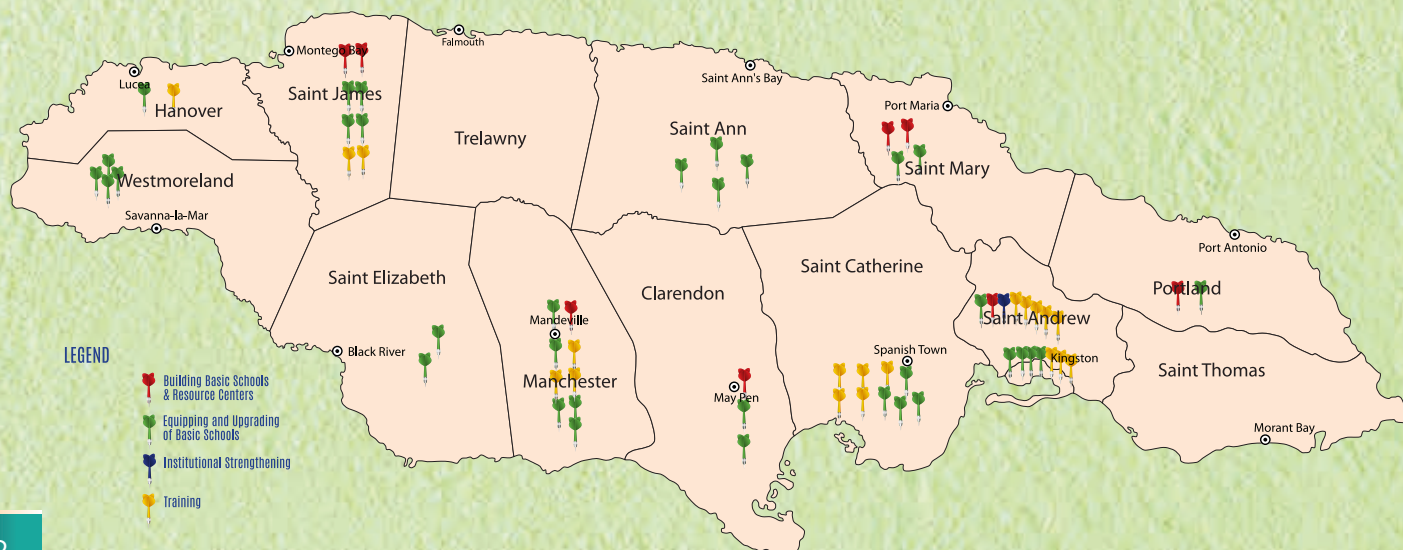 Montego Bay
Falmouth
Lucea
Hanover
Saint James
Trelawny
Saint Ann's Bay
Saint Ann
Port Maria
Saint Mary
Westmoreland
Savanna-la-Mar
Saint Elizabeth
Black River
Mandeville
Manchester
Clarendon
May Pen
Saint Catherine
Spanish Town
Saint Andrew
Kingston
Port Antonio
Portland
Saint Thomas
Morant Bay
LEGEND
Building Basic Schools
& Resource Centers
Equipping and Upgrading
of Basic Schools
Institutional Strengthening
Training